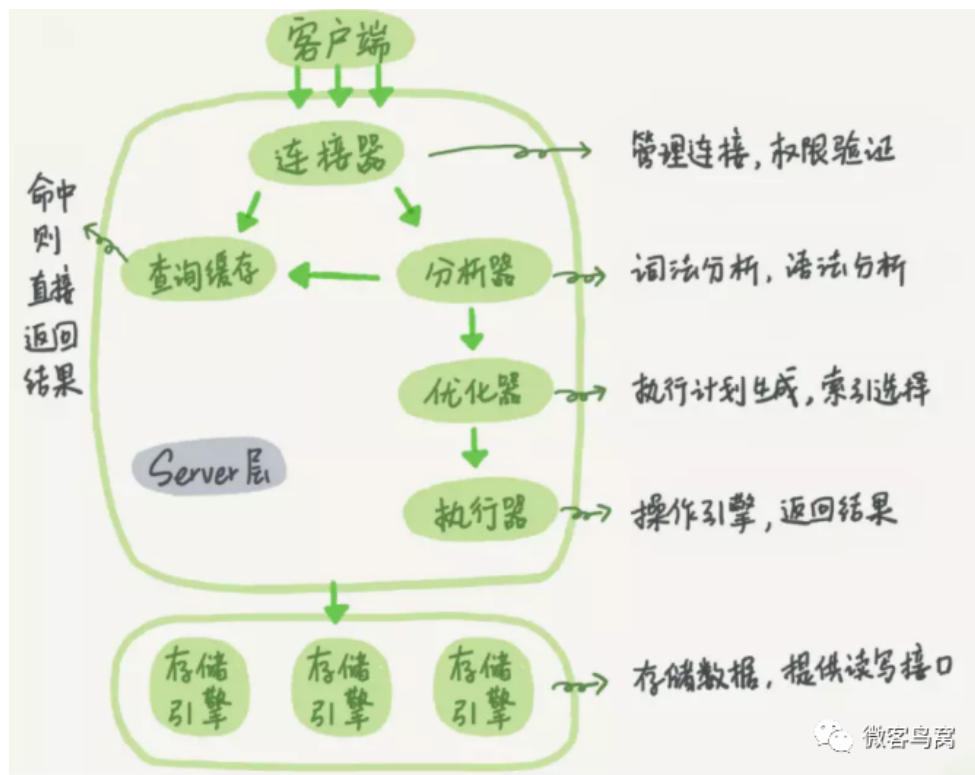 客户端
连接器
管理连接，权限验证
命中
则
直接
返回
结果
查询缓存
分析器
词法分析，语法分析
优化器
执行计划生成，索引选择
Server层
执行器
操作引擎，返回结果
存储
引擎
存储
引擎
存储
引擎
存储数据，提供读写接口
微客鸟窝